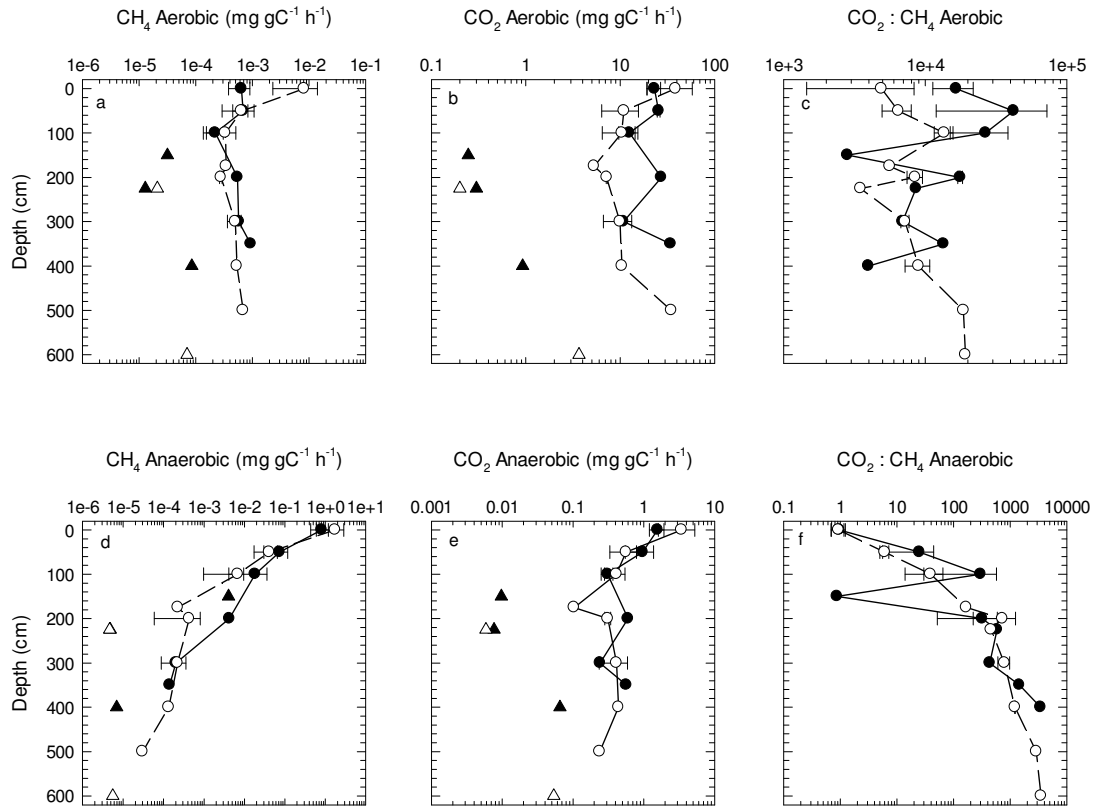 CH₄ Aerobic (mg gC⁻¹ h⁻¹)
CO₂ Aerobic (mg gC⁻¹ h⁻¹)
CO₂ : CH₄ Aerobic
1e-6 1e-5 1e-4 1e-3 1e-2 1e-1
0.1 1 10 100
1e+3 1e+4 1e+5
a
b
c
0
100
200
300
400
500
600
Depth (cm)
CH₄ Anaerobic (mg gC⁻¹ h⁻¹)
CO₂ Anaerobic (mg gC⁻¹ h⁻¹)
CO₂ : CH₄ Anaerobic
1e-6 1e-5 1e-4 1e-3 1e-2 1e-1 1e+0 1e+1
0.001 0.01 0.1 1 10
0.1 1 10 100 1000 10000
d
e
f
0
100
200
300
400
500
600
Depth (cm)